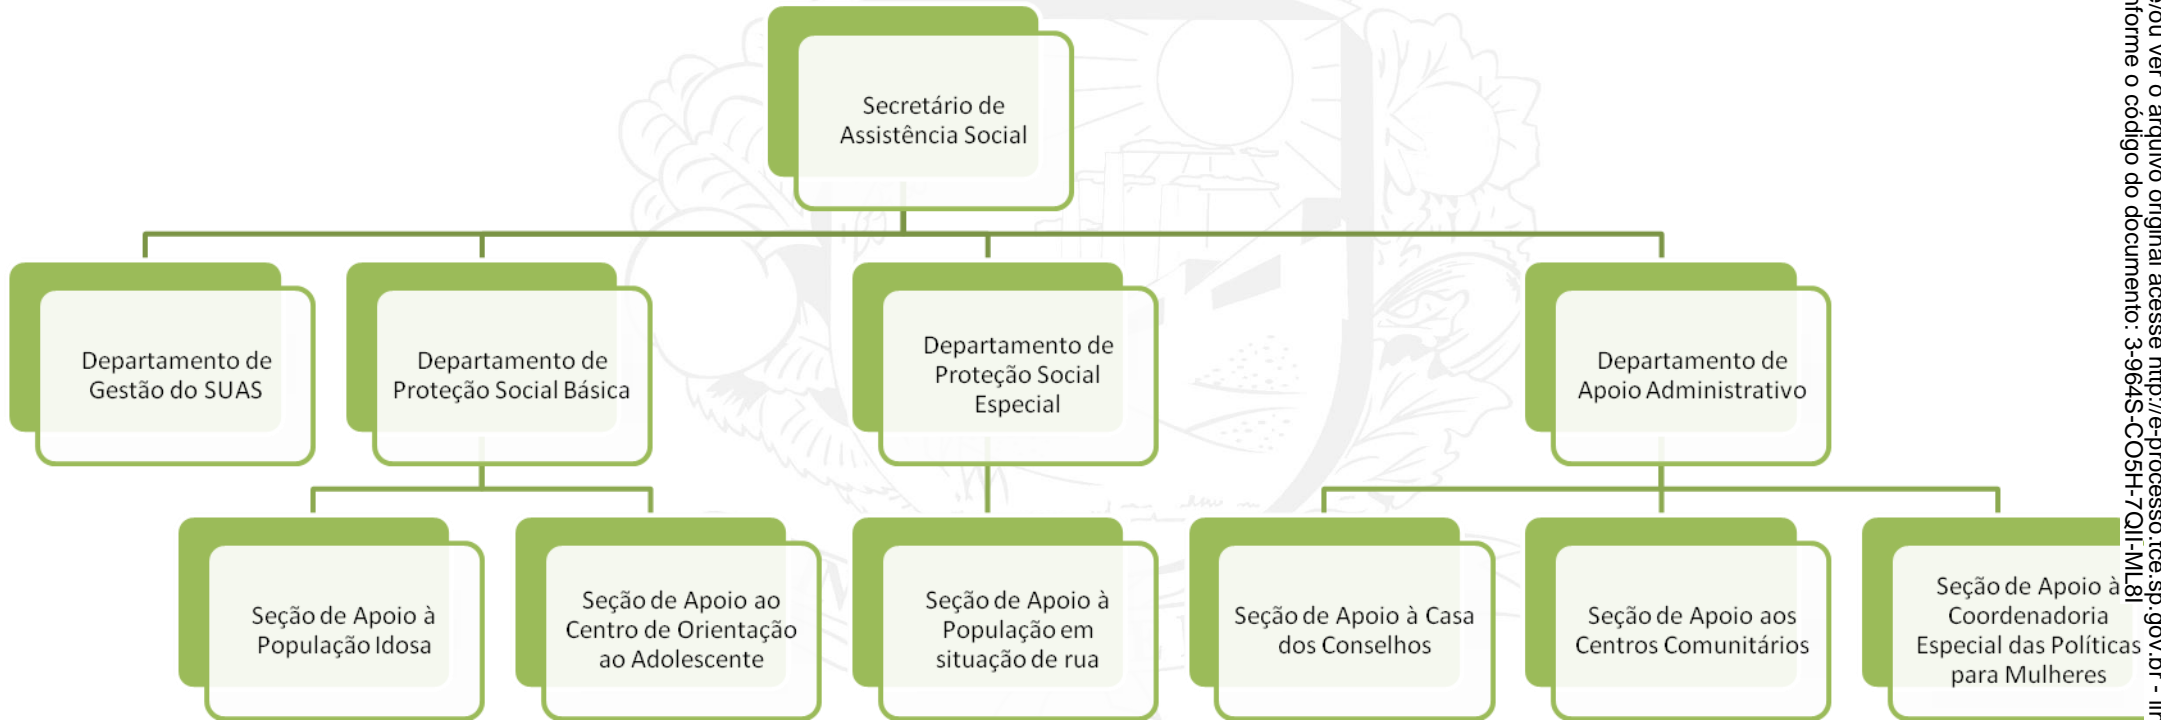 Secretário de
Assistência Social
Departamento de
Gestão do SUAS
Departamento de
Proteção Social Básica
Departamento de
Proteção Social
Especial
Departamento de
Apoio Administrativo
Seção de Apoio à
População Idosa
Seção de Apoio ao
Centro de Orientação
ao Adolescente
Seção de Apoio à
População em
situação de rua
Seção de Apoio à Casa
dos Conselhos
Seção de Apoio aos
Centros Comunitários
Seção de Apoio à
Coordenadoria
Especial das Políticas
para Mulheres
e/ou ver o arquivo original acesse http://e-processo.tce.sp.gov.br -
nforme o código do documento: 3-964S-CO5H-7QII-ML8I